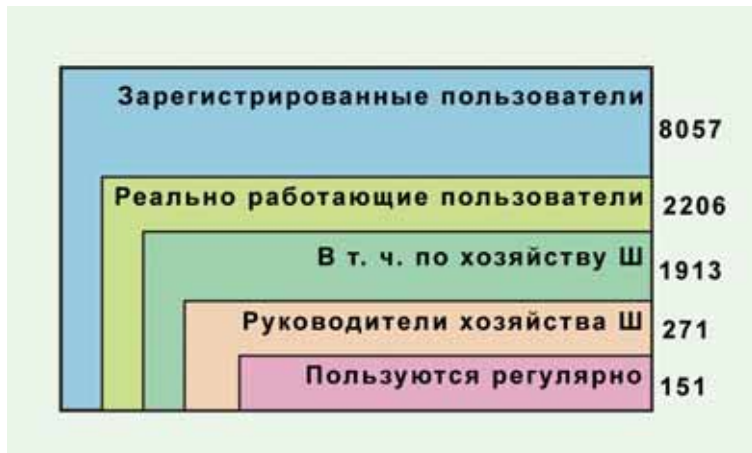 Зарегистрированные пользователи
8057
Реально работающие пользователи
2206
В т. ч. по хозяйству Ш
1913
Руководители хозяйства Ш
271
Пользуются регулярно
151